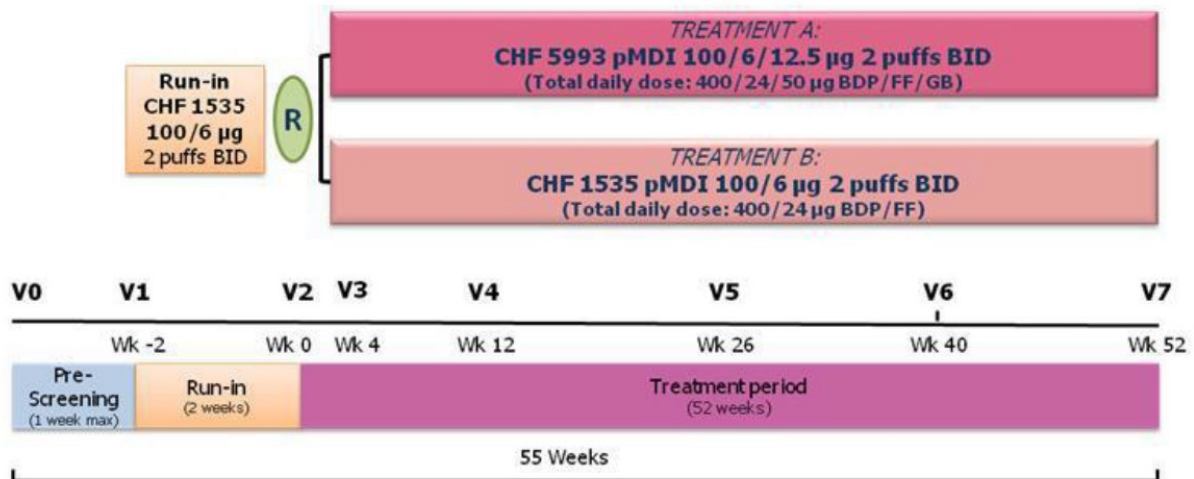 TREATMENT A:
CHF 5993 pMDI 100/6/12.5 µg 2 puffs BID
(Total daily dose: 400/24/50 µg BDP/FF/GB)
Run-in
CHF 1535
100/6 µg
2 puffs BID
R
TREATMENT B:
CHF 1535 pMDI 100/6 µg 2 puffs BID
(Total daily dose: 400/24 µg BDP/FF)
V0 V1 V2 V3 V4 V5 V6 V7
Wk -2 Wk 0 Wk 4 Wk 12 Wk 26 Wk 40 Wk 52
Pre-
Screening
(1 week max)
Run-in
(2 weeks)
Treatment period
(52 weeks)
55 Weeks